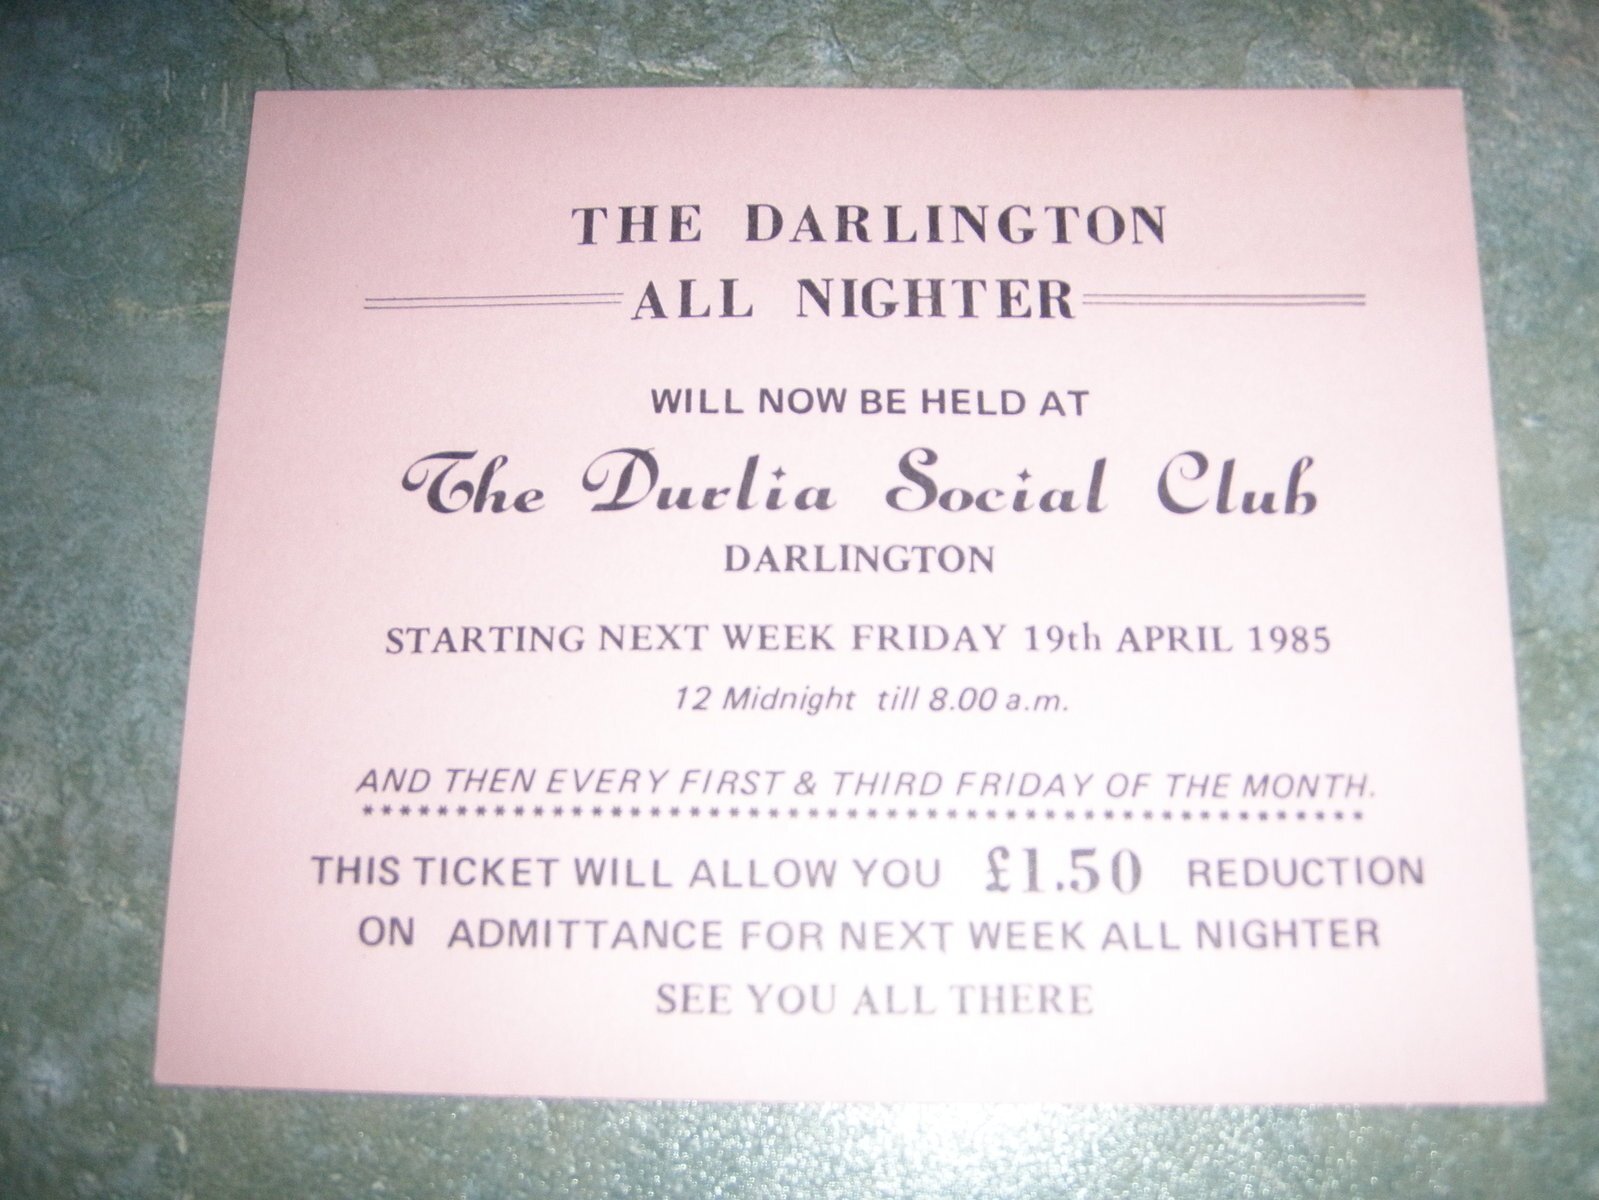 THE DARLINGTON
ALL NIGHTER
WILL NOW BE HELD AT
The Durlia Social Club
DARLINGTON
STARTING NEXT WEEK FRIDAY 19th APRIL 1985
12 Midnight till 8.00 a.m.
AND THEN EVERY FIRST & THIRD FRIDAY OF THE MONTH.
THIS TICKET WILL ALLOW YOU £1.50 REDUCTION
ON ADMITTANCE FOR NEXT WEEK ALL NIGHTER
SEE YOU ALL THERE